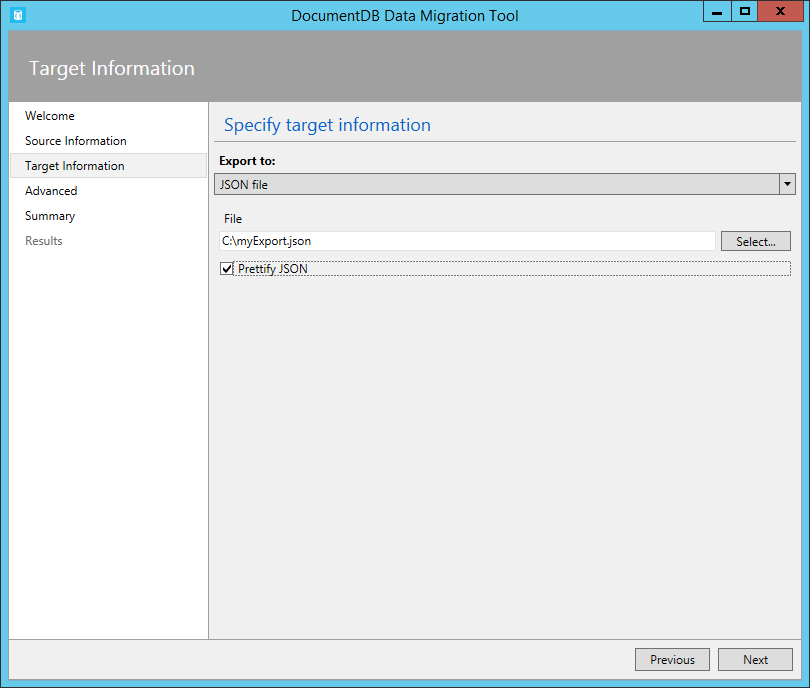 DocumentDB Data Migration Tool
Target Information
Welcome
Source Information
Target Information
Advanced
Summary
Results
Specify target information
Export to:
JSON file
File
C:\myExport.json
Select...
Prettify JSON
Previous
Next